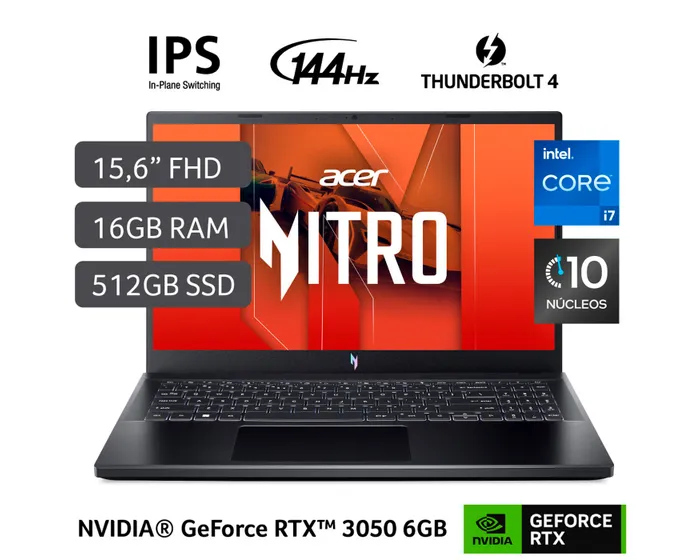 IPS
In-Plane Switching
144Hz
THUNDERBOLT 4
15,6” FHD
16GB RAM
512GB SSD
acer
NITRO
intel.
CORE™
i7
10
NÚCLEOS
NVIDIA® GeForce RTX™ 3050 6GB
NVIDIA
GEFORCE
RTX